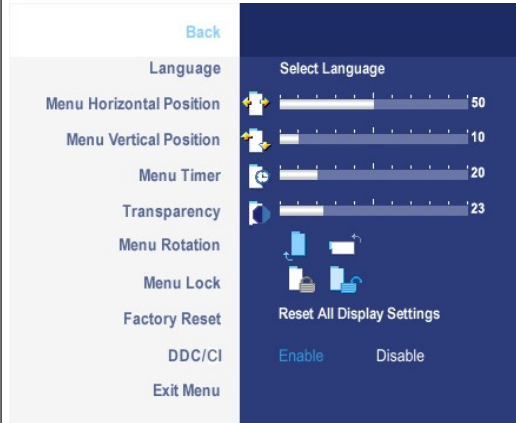 Back
Language Select Language
Menu Horizontal Position 50
Menu Vertical Position 10
Menu Timer 20
Transparency 23
Menu Rotation
Menu Lock
Factory Reset Reset All Display Settings
DDC/CI Enable Disable
Exit Menu